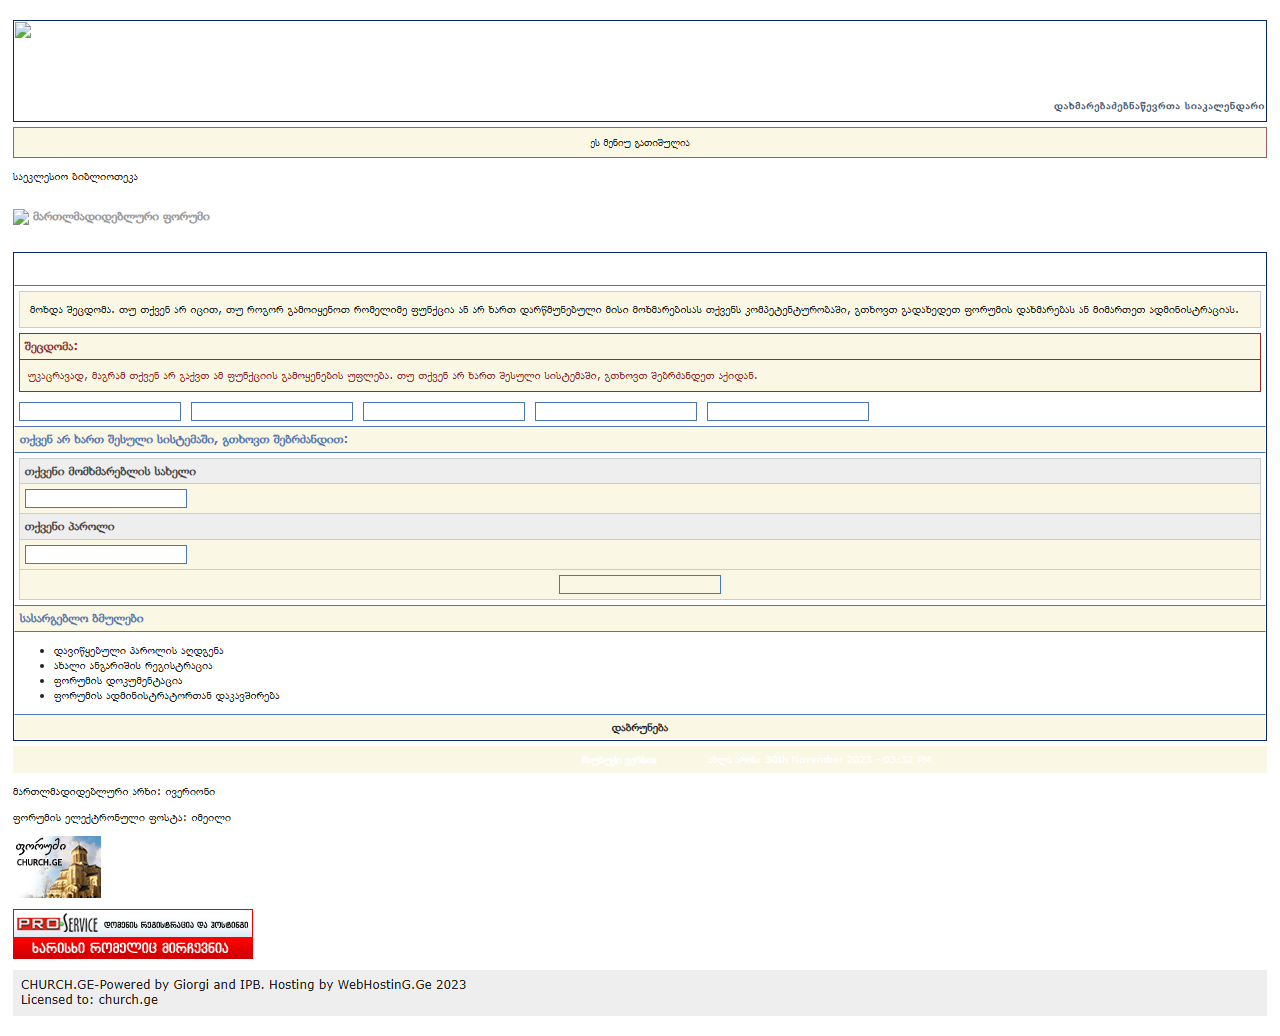 დახმარებაძებნაწევრთა სიაკალენდარი
ეს მენიუ გათიშულია
საეკლესიო ბიბლიოთეკა
მართლმადიდებლური ფორუმი
მოხდა შეცდომა. თუ თქვენ არ იცით, თუ როგორ გამოიყენოთ რომელიმე ფუნქცია ან არ ხართ დარწმუნებული მისი მოხმარებისას თქვენს კომპეტენტურობაში, გთხოვთ გადახედეთ ფორუმის დახმარებას ან მიმართეთ ადმინისტრაციას.
შეცდომა:
უკაცრავად, მაგრამ თქვენ არ გაქვთ ამ ფუნქციის გამოყენების უფლება. თუ თქვენ არ ხართ შესული სისტემაში, გთხოვთ შებრძანდეთ აქიდან.
თქვენ არ ხართ შესული სისტემაში, გთხოვთ შებრძანდით:
თქვენი მომხმარებლის სახელი
თქვენი პაროლი
სასარგებლო ბმულები
დავიწყებული პაროლის აღდგენა
ახალი ანგარიშის რეგისტრაცია
ფორუმის დოკუმენტაცია
ფორუმის ადმინისტრატორთან დაკავშირება
დაბრუნება
მართლმადიდებლური არხი: ივერიონი
ფორუმის ელექტრონული ფოსტა: იმეილი
ფორუმი
CHURCH.GE
PRO SERVICE დომენის რეგისტრაცია და ჰოსტინგი
ხარისხი რომელიც მირჩევნია
CHURCH.GE-Powered by Giorgi and IPB. Hosting by WebHostinG.Ge 2023
Licensed to: church.ge